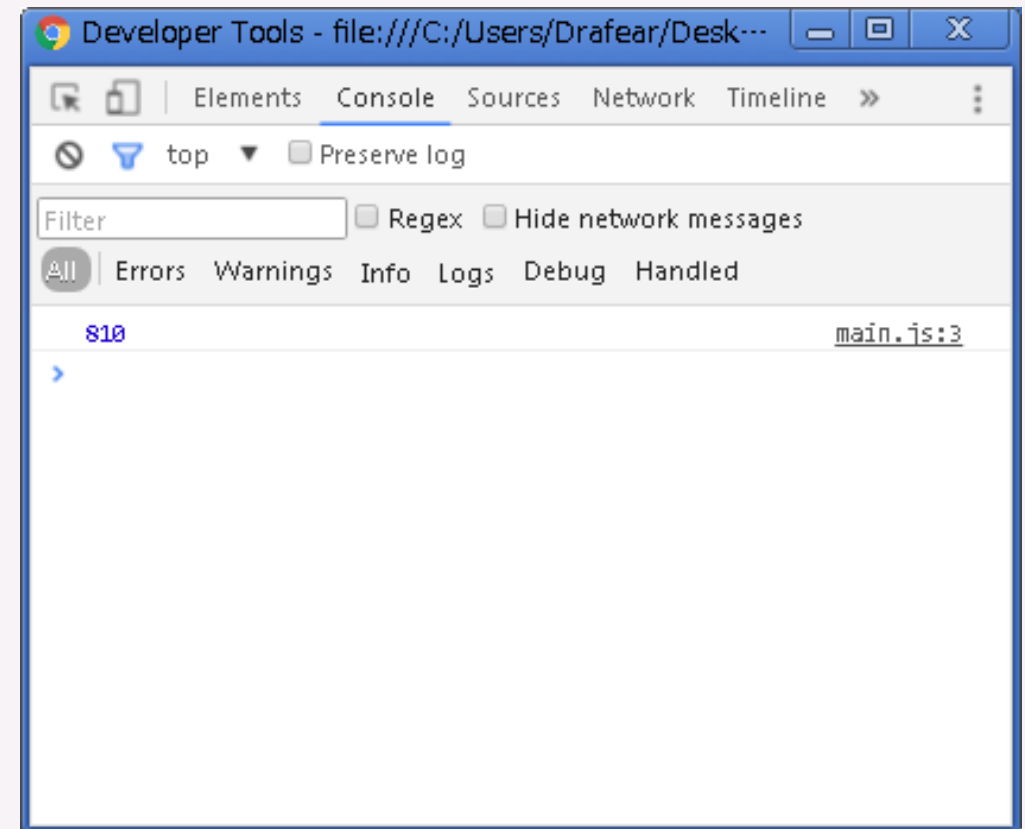 Developer Tools - file:///C:/Users/Drafear/Desk⋯
Elements Console Sources Network Timeline »
top ▼ Preserve log
Filter Regex Hide network messages
All Errors Warnings Info Logs Debug Handled
810 main.js:3
>